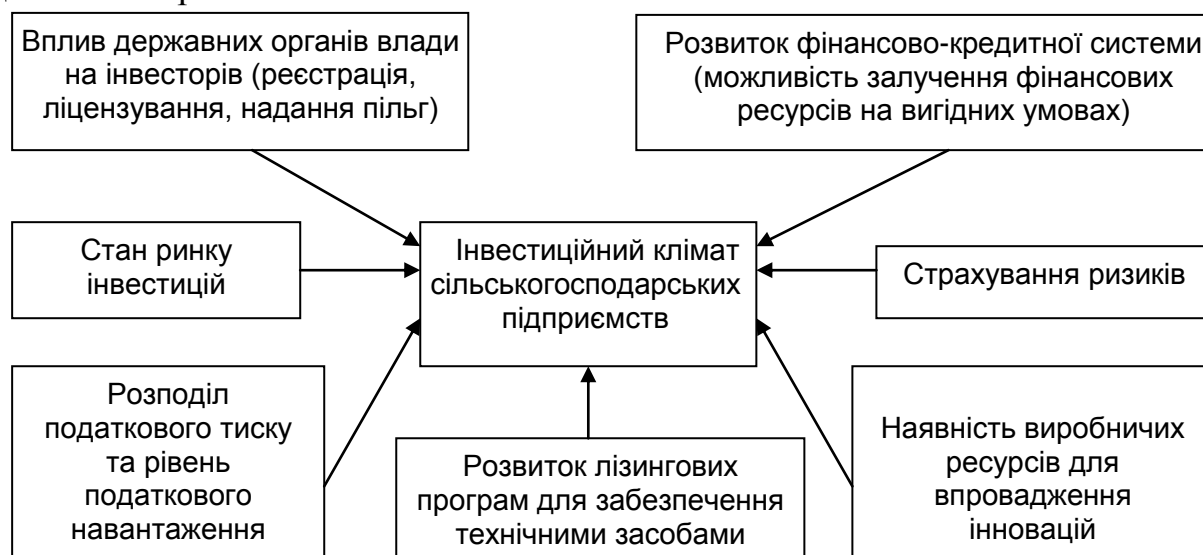 Вплив державних органів влади
на інвесторів (реєстрація,
ліцензування, надання пільг)
Розвиток фінансово-кредитної системи
(можливість залучення фінансових
ресурсів на вигідних умовах)
Стан ринку
інвестицій
Інвестиційний клімат
сільськогосподарських
підприємств
Страхування ризиків
Розподіл
податкового тиску
та рівень
податкового
навантаження
Розвиток лізингових
програм для забезпечення
технічними засобами
Наявність виробничих
ресурсів для
впровадження
інновацій